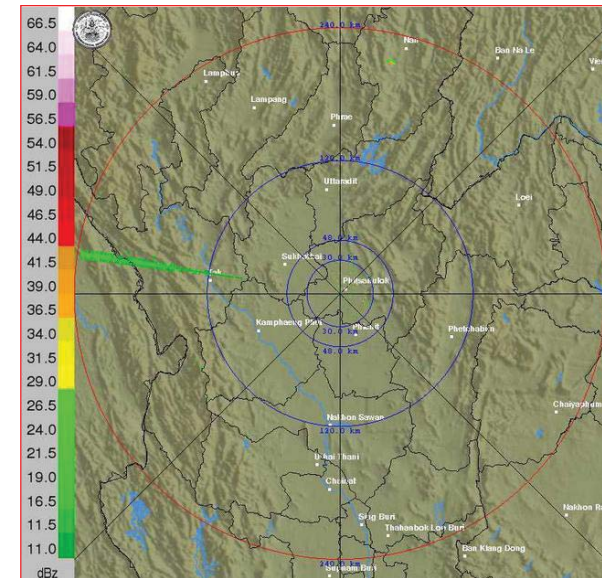 66.5
64.0
61.5
59.0
56.5
54.0
51.5
49.0
46.5
44.0
41.5
39.0
36.5
34.0
31.5
29.0
26.5
24.0
21.5
19.0
16.5
11.5
11.0
dBz
240.0 km
Nan
Ban Na Le
Lamphun
Lampang
Phrae
120.0 km
Uttaradit
Loei
48.0 km
Sukhothai
30.0 km
Phitsanulok
Tak
Kamphaeng Phet
Phichit
30.0 km
Phetchabun
48.0 km
Chaiyaphum
Nakhon Sawan
120.0 km
Uthai Thani
Chainat
Sing Buri
Thahanbok Lop Buri
Ban Klang Dong
240.0 km
Suphan Buri